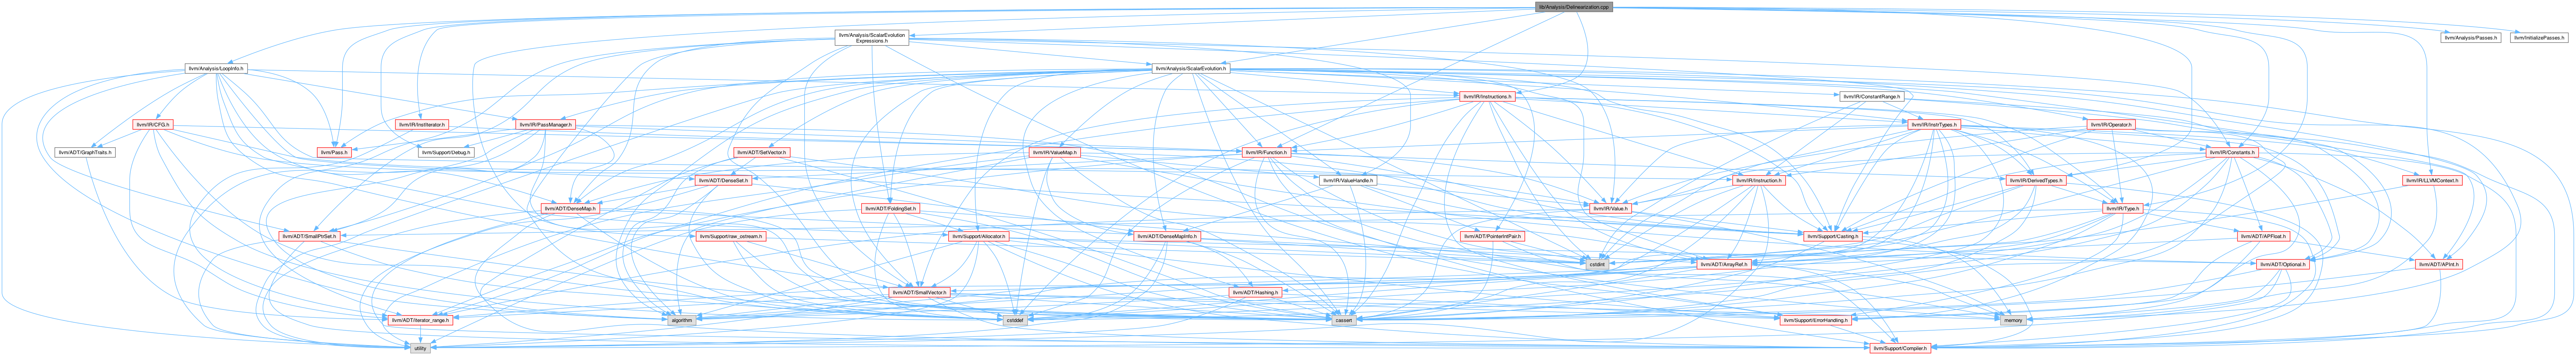 lib/Analysis/Delinearization.cpp
llvm/Analysis/ScalarEvolution
Expressions.h
llvm/Analysis/Passes.h
llvm/InitializePasses.h
llvm/Analysis/LoopInfo.h
llvm/Analysis/ScalarEvolution.h
llvm/IR/Instructions.h
llvm/IR/ConstantRange.h
llvm/IR/CFG.h
llvm/IR/InstIterator.h
llvm/IR/PassManager.h
llvm/IR/InstrTypes.h
llvm/IR/Operator.h
llvm/ADT/GraphTraits.h
llvm/Pass.h
llvm/Support/Debug.h
llvm/ADT/SetVector.h
llvm/IR/ValueMap.h
llvm/IR/Function.h
llvm/IR/Constants.h
llvm/ADT/DenseSet.h
llvm/IR/ValueHandle.h
llvm/IR/Instruction.h
llvm/IR/DerivedTypes.h
llvm/IR/LLVMContext.h
llvm/ADT/DenseMap.h
llvm/ADT/FoldingSet.h
llvm/IR/Value.h
llvm/IR/Type.h
llvm/ADT/SmallPtrSet.h
llvm/Support/raw_ostream.h
llvm/Support/Allocator.h
llvm/ADT/DenseMapInfo.h
llvm/ADT/PointerIntPair.h
llvm/Support/Casting.h
llvm/ADT/APFloat.h
cstdint
llvm/ADT/ArrayRef.h
llvm/ADT/Optional.h
llvm/ADT/APInt.h
llvm/ADT/SmallVector.h
llvm/ADT/Hashing.h
llvm/ADT/iterator_range.h
algorithm
cstddef
cassert
llvm/Support/ErrorHandling.h
memory
utility
llvm/Support/Compiler.h